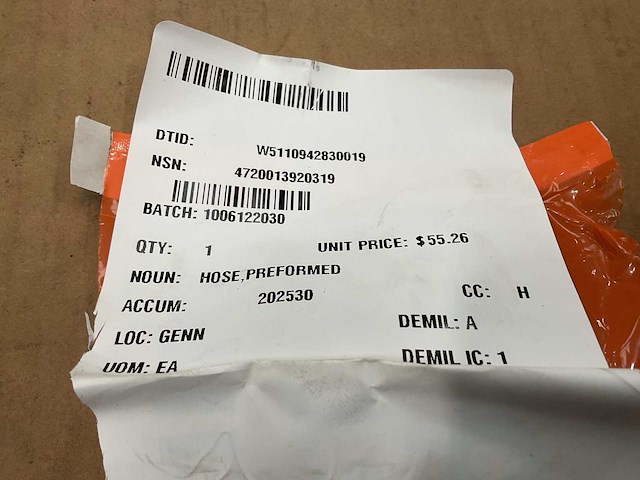 DTID: W5110942830019
NSN: 4720013920319
BATCH: 1006122030
QTY: 1 UNIT PRICE: $55.26
NOUN: HOSE,PREFORMED
ACCUM: 202530 CC: H
LOC: GENN DEMIL: A
UOM: EA DEMIL IC: 1